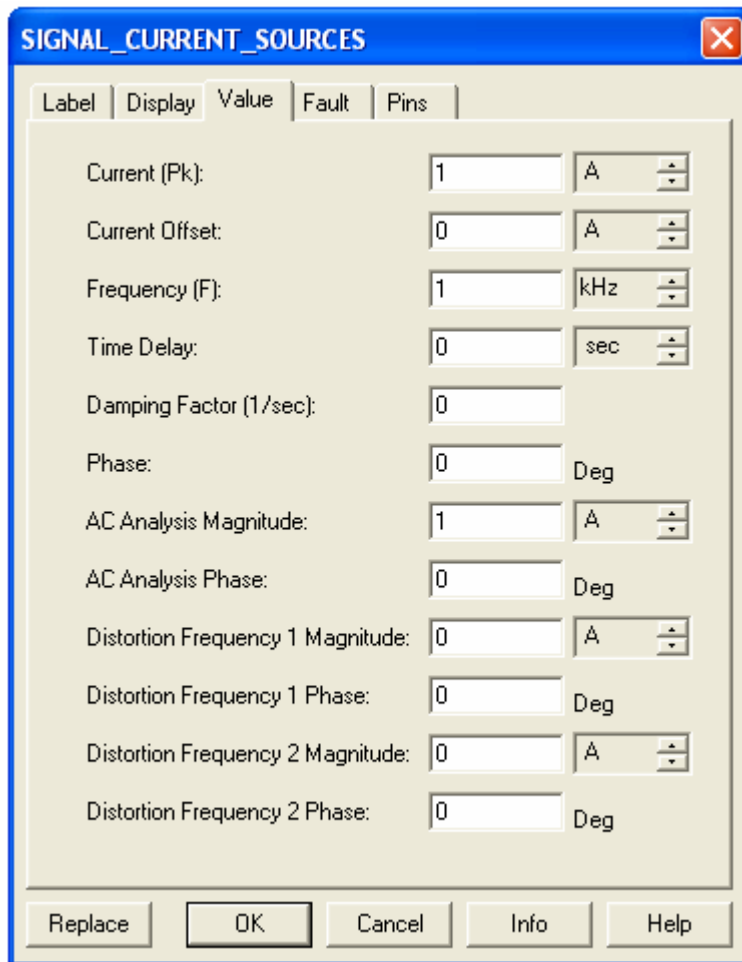 SIGNAL_CURRENT_SOURCES
Label Display Value Fault Pins
Current (Pk): 1 A
Current Offset: 0 A
Frequency (F): 1 kHz
Time Delay: 0 sec
Damping Factor (1/sec): 0
Phase: 0 Deg
AC Analysis Magnitude: 1 A
AC Analysis Phase: 0 Deg
Distortion Frequency 1 Magnitude: 0 A
Distortion Frequency 1 Phase: 0 Deg
Distortion Frequency 2 Magnitude: 0 A
Distortion Frequency 2 Phase: 0 Deg
Replace OK Cancel Info Help